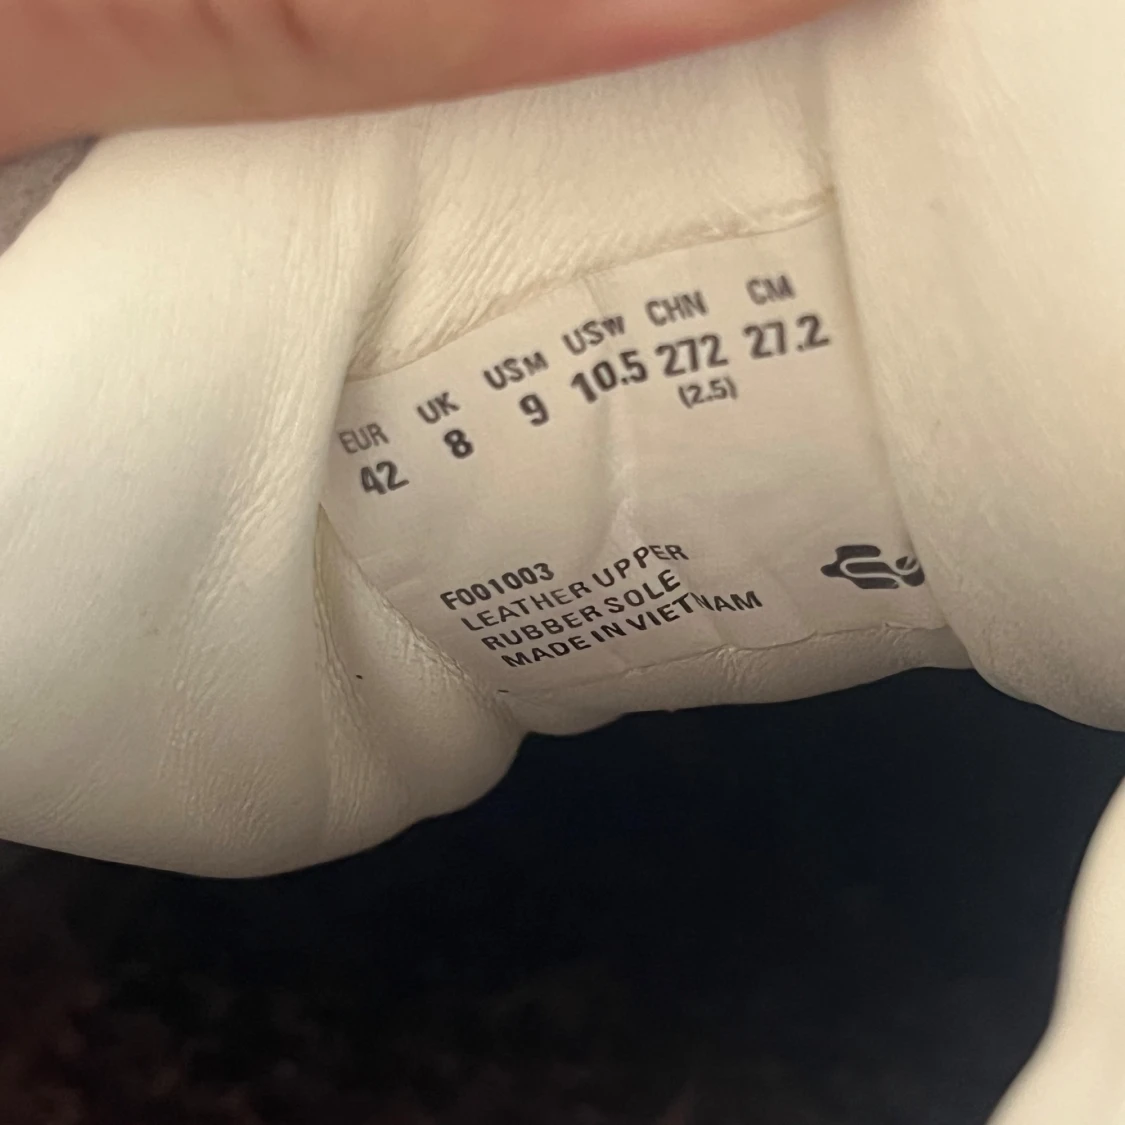 EUR UK USM USW CHN CM
42 8 9 10.5 272 27.2
(2.5)
F001003
LEATHER UPPER
RUBBER SOLE
MADE IN VIETNAM